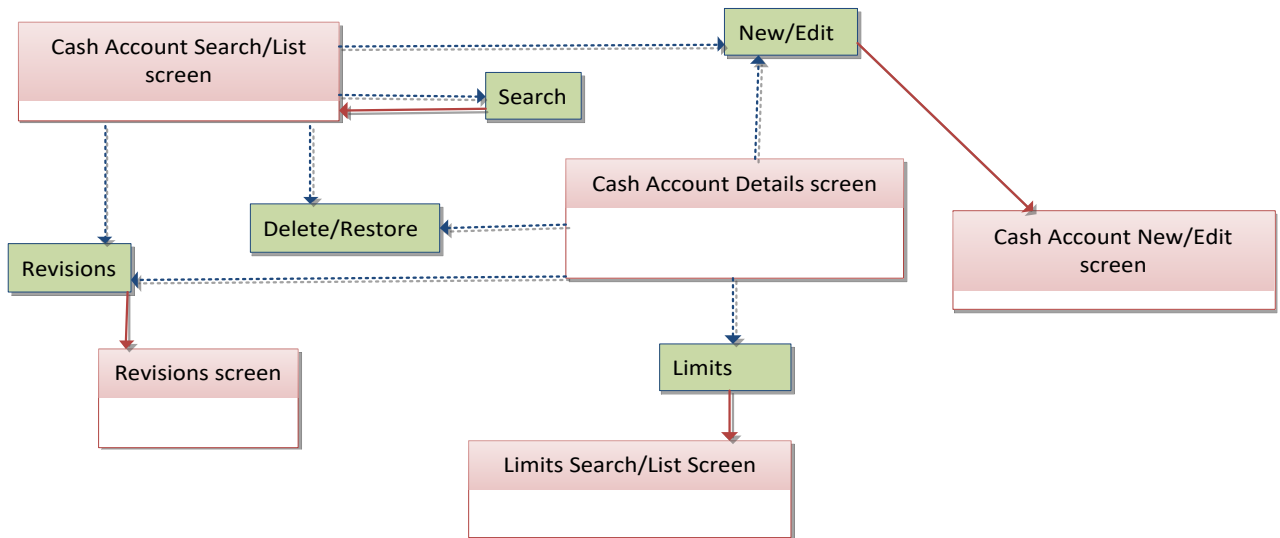 Cash Account Search/List
screen
New/Edit
Search
Cash Account Details screen
Delete/Restore
Cash Account New/Edit
screen
Revisions
Limits
Revisions screen
Limits Search/List Screen